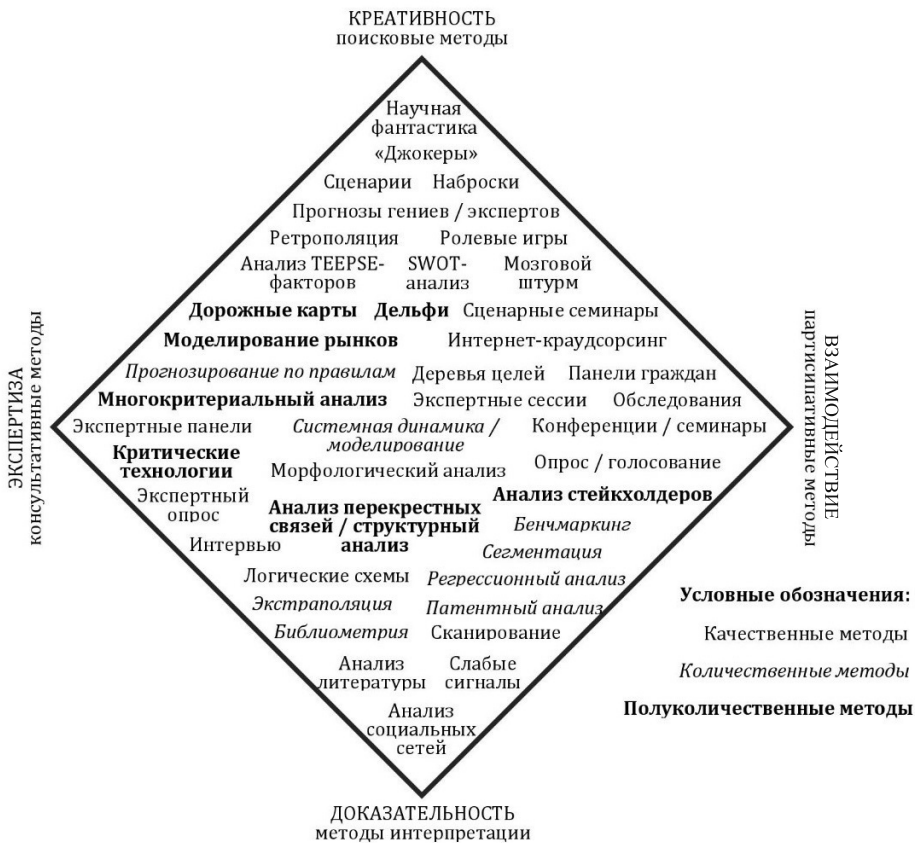 КРЕАТИВНОСТЬ
поисковые методы
Научная
фантастика
«Джокеры»
Сценарии Наброски
Прогнозы гениев / экспертов
Ретрополяция Ролевые игры
Анализ TEEPSE-
факторов
SWOT-
анализ
Мозговой
штурм
Дорожные карты Дельфи Сценарные семинары
Моделирование рынков Интернет-краудсорсинг
Прогнозирование по правилам Деревья целей Панели граждан
Многокритериальный анализ Экспертные сессии Обследования
Экспертные панели
Системная динамика /
моделирование
Конференции / семинары
Критические
технологии
Морфологический анализ
Опрос / голосование
Экспертный
опрос
Анализ перекрестных
связей / структурный
анализ
Анализ стейкхолдеров
Бенчмаркинг
Интервью
Сегментация
Логические схемы Регрессионный анализ
Экстраполяция Патентный анализ
Библиометрия Сканирование
Анализ
литературы
Слабые
сигналы
Анализ
социальных
сетей
ЭКСПЕРТИЗА
консультативные методы
ВЗАИМОДЕЙСТВИЕ
партисипативные методы
Условные обозначения:
Качественные методы
Количественные методы
Полуколичественные методы
ДОКАЗАТЕЛЬНОСТЬ
методы интерпретации